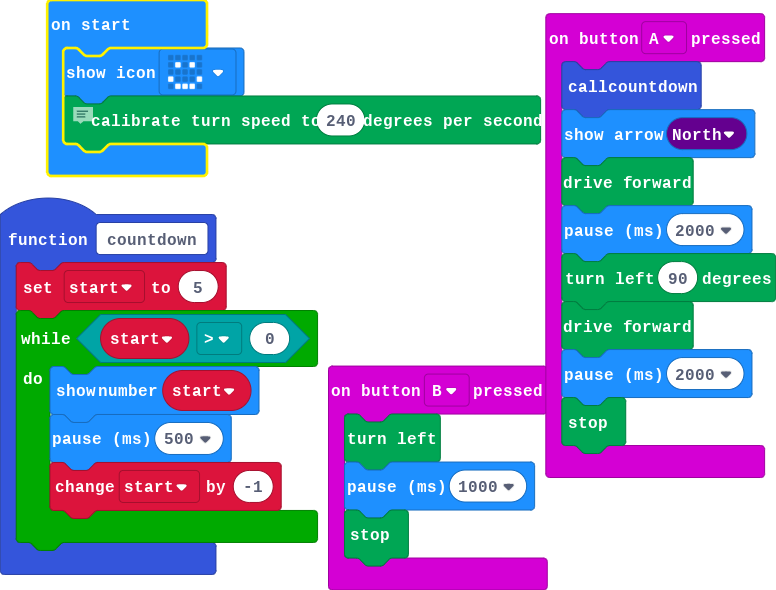 on start
show icon
calibrate turn speed to 240 degrees per second
function countdown
set start to 5
while start > 0
do
show number start
pause (ms) 500
change start by -1
on button B pressed
turn left
pause (ms) 1000
stop
on button A pressed
callcountdown
show arrow North
drive forward
pause (ms) 2000
turn left 90 degrees
drive forward
pause (ms) 2000
stop